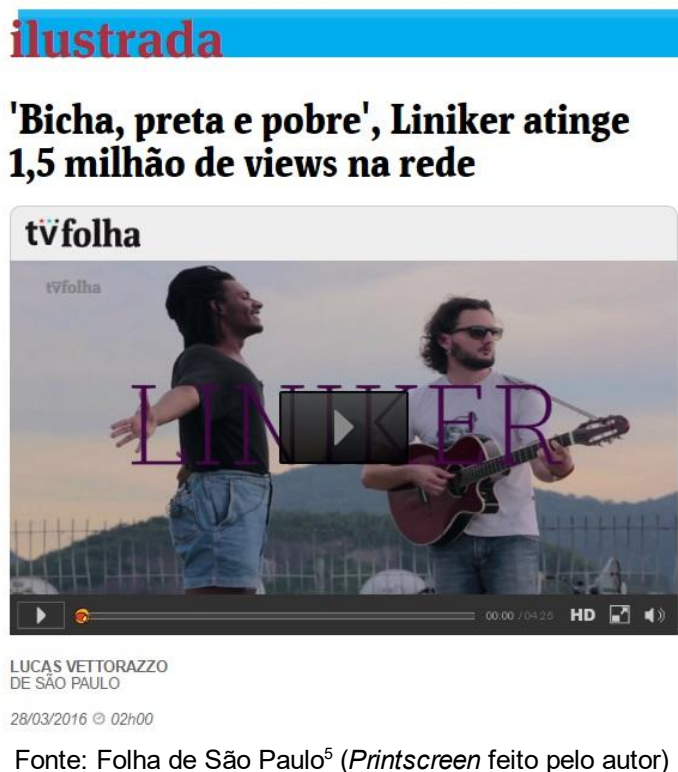 ilustrada
'Bicha, preta e pobre', Liniker atinge
1,5 milhão de views na rede
tvfolha
tvfolha
LINIKER
00:00 / 04:26 HD
LUCAS VETTORAZZO
DE SÃO PAULO
28/03/2016 02h00
Fonte: Folha de São Paulo⁵ (Printscreen feito pelo autor)